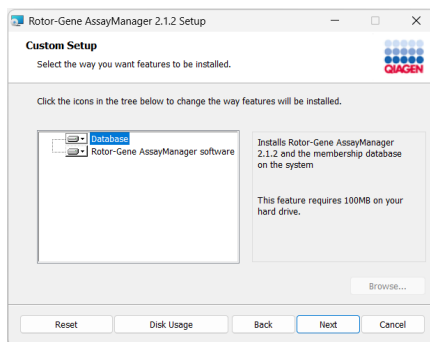 Rotor-Gene AssayManager 2.1.2 Setup
Custom Setup
Select the way you want features to be installed.
QIAGEN
Click the icons in the tree below to change the way features will be installed.
Database
Rotor-Gene AssayManager software
Installs Rotor-Gene AssayManager
2.1.2 and the membership database
on the system
This feature requires 100MB on your
hard drive.
Browse...
Reset
Disk Usage
Back
Next
Cancel